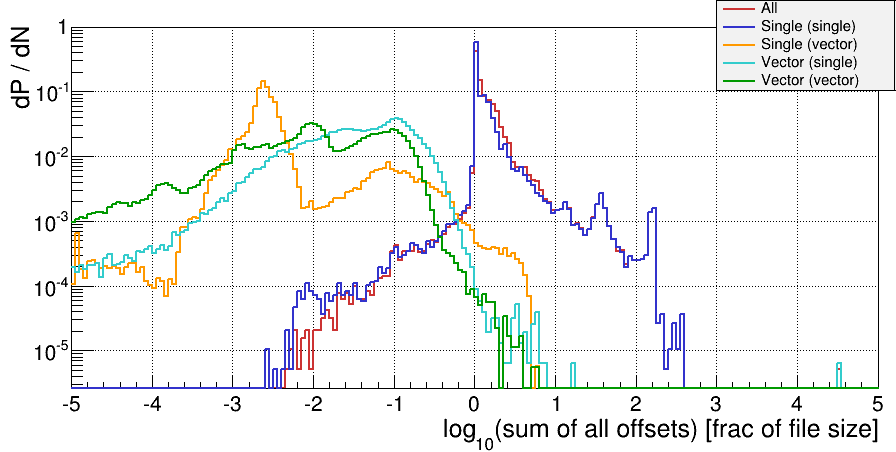 All
Single (single)
Single (vector)
Vector (single)
Vector (vector)
dP / dN
1
10-1
10-2
10-3
10-4
10-5
-5 -4 -3 -2 -1 0 1 2 3 4 5
log10(sum of all offsets) [frac of file size]